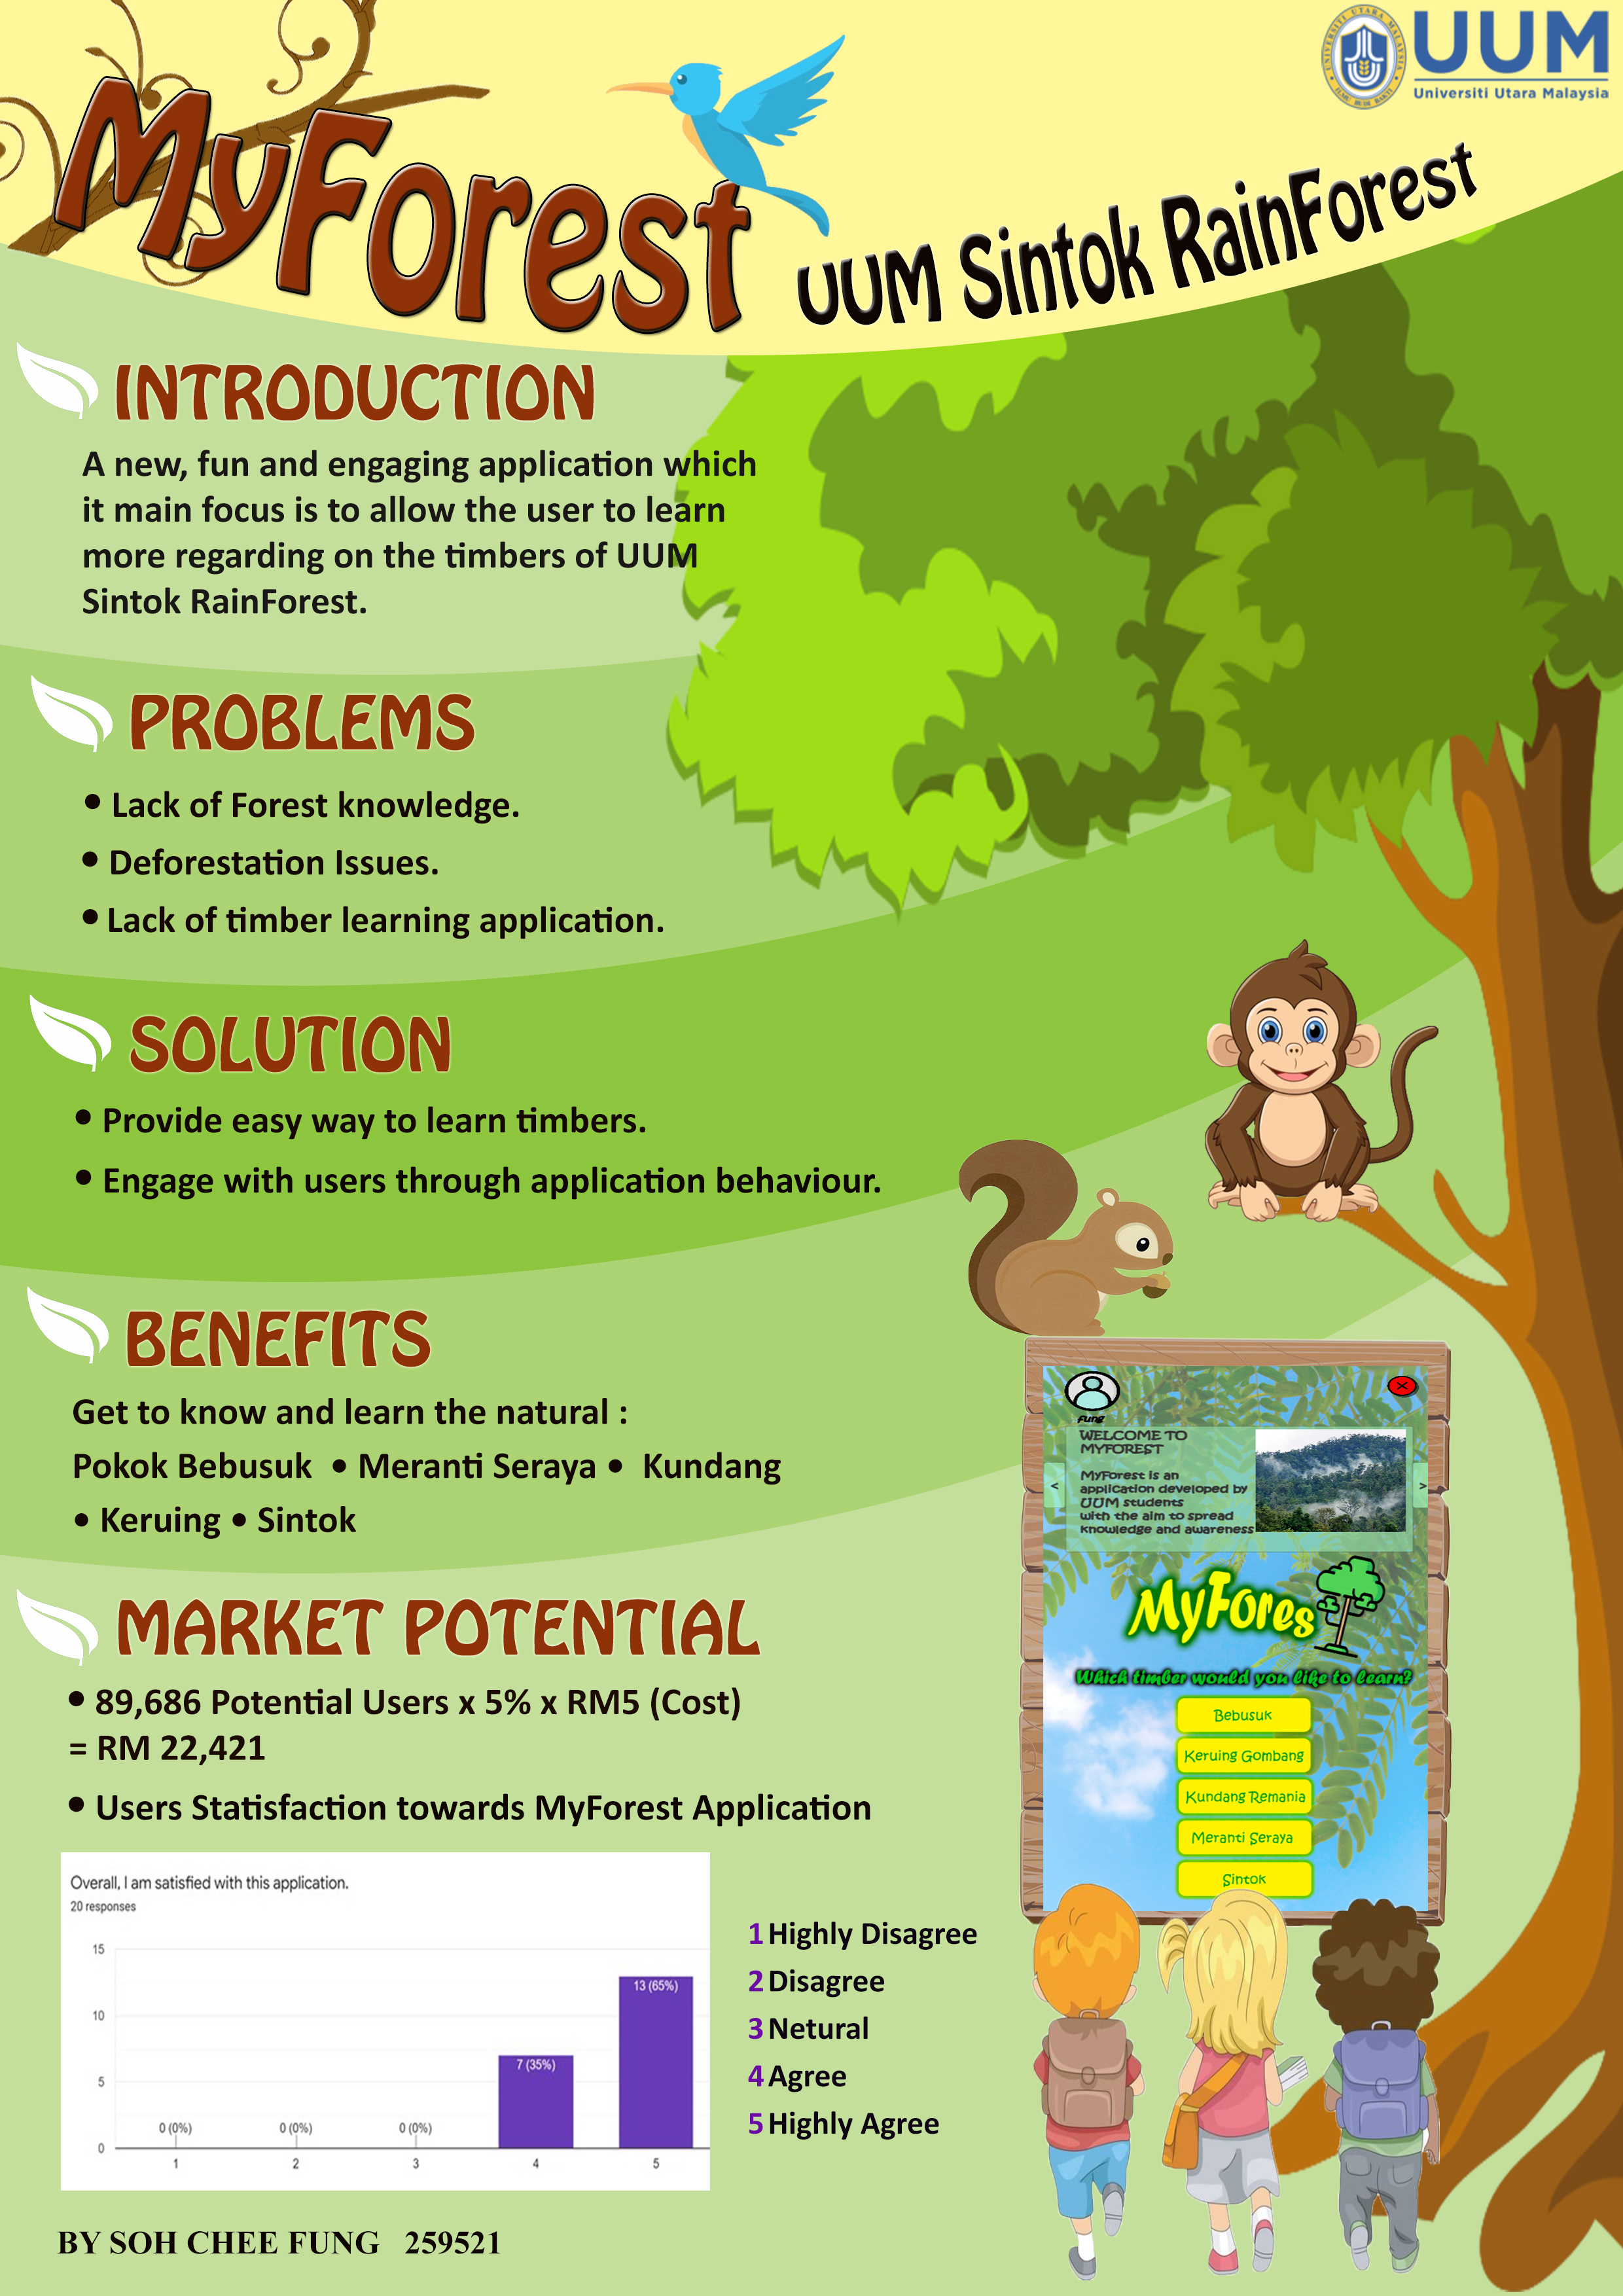 UUM
Universiti Utara Malaysia
UNIVERSITI UTARA MALAYSIA
ILMU BUDI BAKTI
MyForest
UUM Sintok RainForest
INTRODUCTION
A new, fun and engaging application which
it main focus is to allow the user to learn
more regarding on the timbers of UUM
Sintok RainForest.
PROBLEMS
• Lack of Forest knowledge.
• Deforestation Issues.
• Lack of timber learning application.
SOLUTION
• Provide easy way to learn timbers.
• Engage with users through application behaviour.
BENEFITS
Get to know and learn the natural :
Pokok Bebusuk • Meranti Seraya • Kundang
• Keruing • Sintok
MARKET POTENTIAL
• 89,686 Potential Users x 5% x RM5 (Cost)
= RM 22,421
• Users Statisfaction towards MyForest Application
Overall, I am satisfied with this application.
20 responses
15
10
5
0
0 (0%)
0 (0%)
0 (0%)
7 (35%)
13 (65%)
1
2
3
4
5
1 Highly Disagree
2 Disagree
3 Netural
4 Agree
5 Highly Agree
Fung
X
WELCOME TO
MYFOREST
MyForest is an
application developed by
UUM students
with the aim to spread
knowledge and awareness
<
>
MyFores
Which timber would you like to learn?
Bebusuk
Keruing Gombang
Kundang Remania
Meranti Seraya
Sintok
BY SOH CHEE FUNG 259521